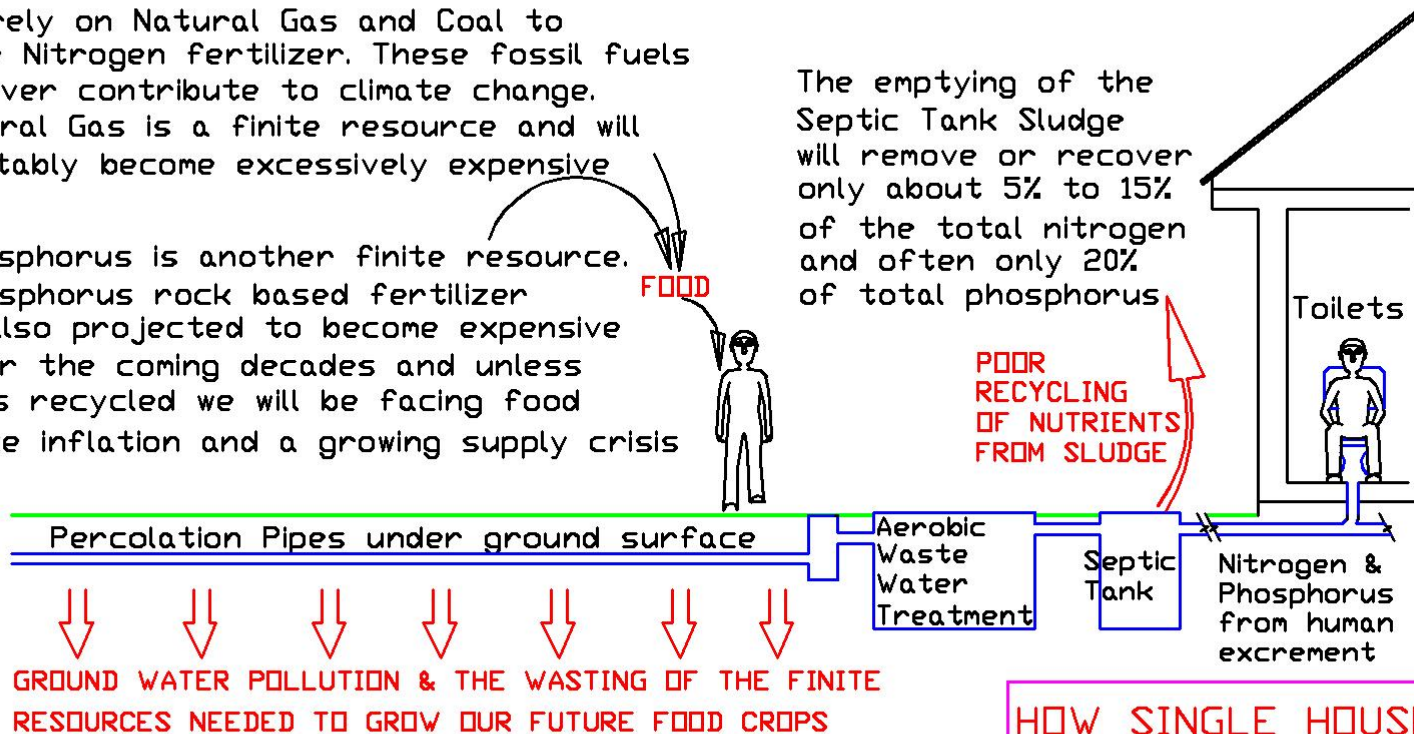 rely on Natural Gas and Coal to
Nitrogen fertilizer. These fossil fuels
ver contribute to climate change.
ral Gas is a finite resource and will
tably become excessively expensive
sphorus is another finite resource.
sphorus rock based fertilizer
also projected to become expensive
r the coming decades and unless
s recycled we will be facing food
e inflation and a growing supply crisis
FOOD
The emptying of the
Septic Tank Sludge
will remove or recover
only about 5% to 15%
of the total nitrogen
and often only 20%
of total phosphorus
POOR
RECYCLING
OF NUTRIENTS
FROM SLUDGE
Toilets
Percolation Pipes under ground surface
Aerobic
Waste
Water
Treatment
Septic
Tank
Nitrogen &
Phosphorus
from human
excrement
GROUND WATER POLLUTION & THE WASTING OF THE FINITE
RESOURCES NEEDED TO GROW OUR FUTURE FOOD CROPS
HOW SINGLE HOUS